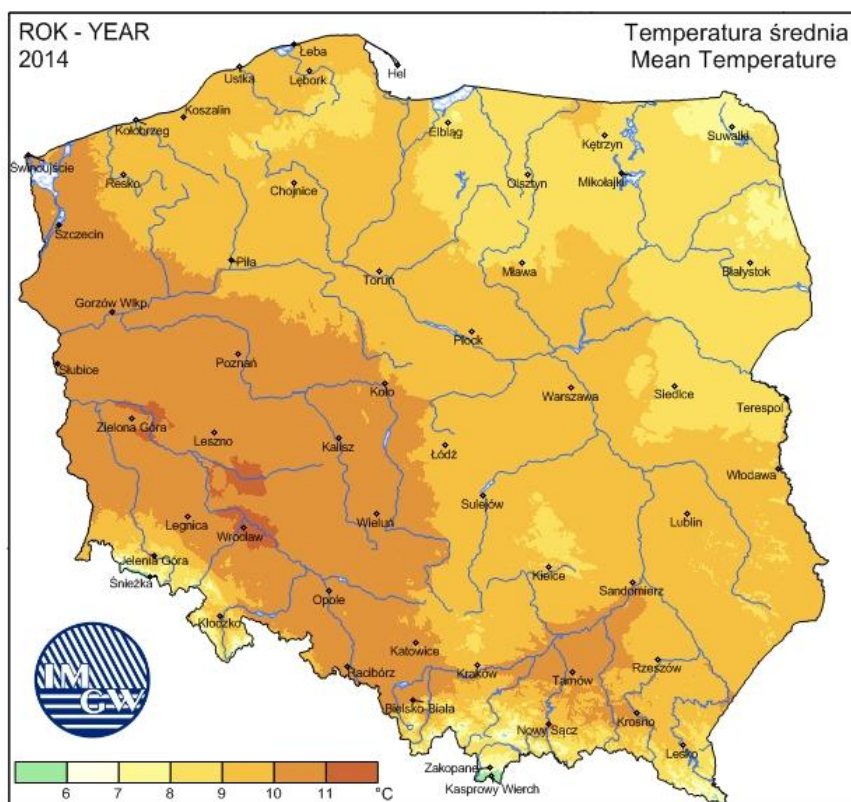 ROK - YEAR
2014
Temperatura średnia
Mean Temperature
Łeba
Hel
Ustka
Lębork
Koszalin
Kołobrzeg
Elbląg
Kętrzyn
Suwałki
Świnoujście
Resko
Chojnice
Olsztyn
Mikołajki
Szczecin
Piła
Toruń
Mława
Białystok
Gorzów Wlkp.
Płock
Słubice
Poznań
Koło
Warszawa
Siedlce
Terespol
Zielona Góra
Leszno
Kalisz
Łódź
Włodawa
Sulejów
Legnica
Wrocław
Wieluń
Lublin
Jelenia Góra
Śnieżka
Kielce
Sandomierz
Opole
Kłodzko
Katowice
Racibórz
Kraków
Tarnów
Rzeszów
Bielsko-Biała
Nowy Sącz
Krosno
Lesko
Zakopane
Kasprowy Wierch
IM
GW
6 7 8 9 10 11 °C